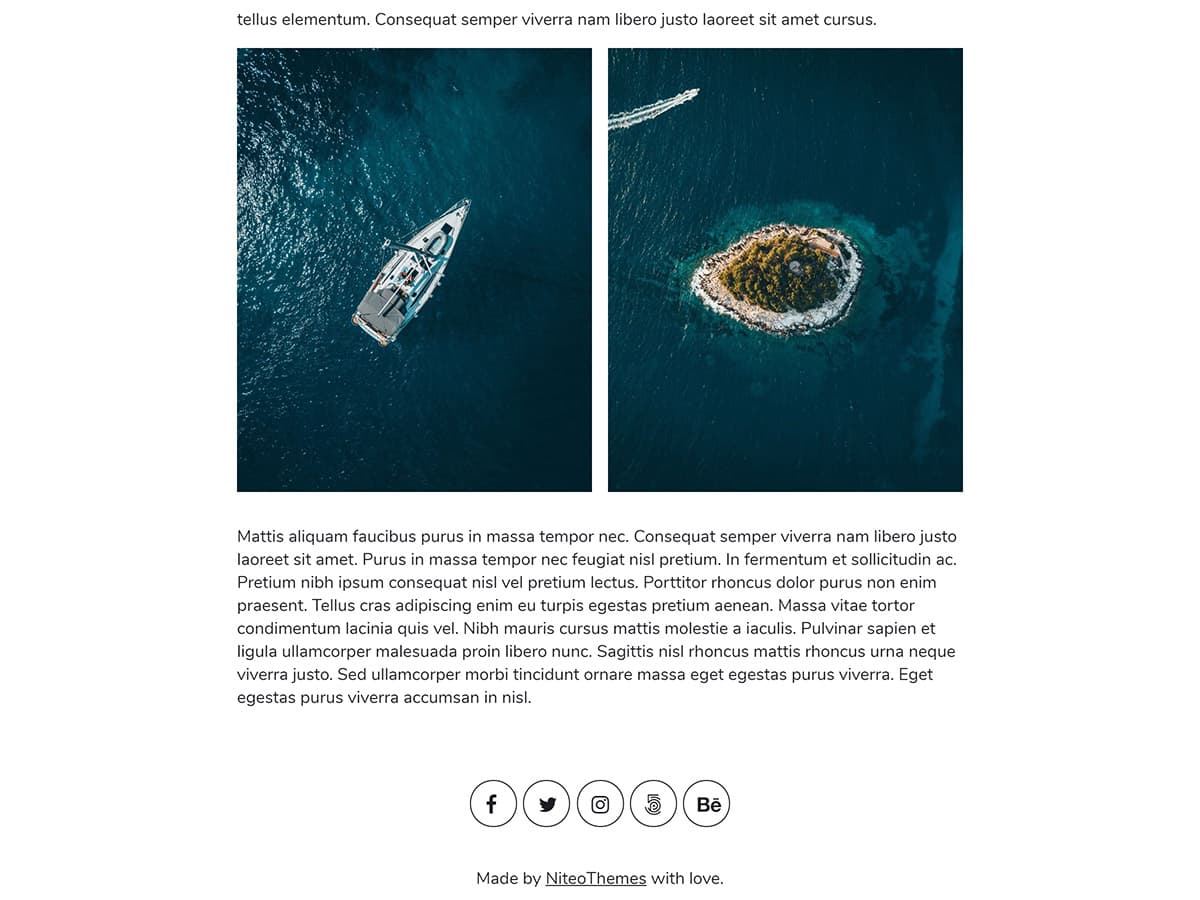 tellus elementum. Consequat semper viverra nam libero justo laoreet sit amet cursus.
Mattis aliquam faucibus purus in massa tempor nec. Consequat semper viverra nam libero justo
laoreet sit amet. Purus in massa tempor nec feugiat nisl pretium. In fermentum et sollicitudin ac.
Pretium nibh ipsum consequat nisl vel pretium lectus. Porttitor rhoncus dolor purus non enim
praesent. Tellus cras adipiscing enim eu turpis egestas pretium aenean. Massa vitae tortor
condimentum lacinia quis vel. Nibh mauris cursus mattis molestie a iaculis. Pulvinar sapien et
ligula ullamcorper malesuada proin libero nunc. Sagittis nisl rhoncus mattis rhoncus urna neque
viverra justo. Sed ullamcorper morbi tincidunt ornare massa eget egestas purus viverra. Eget
egestas purus viverra accumsan in nisl.
f 5 Bē
Made by NiteoThemes with love.